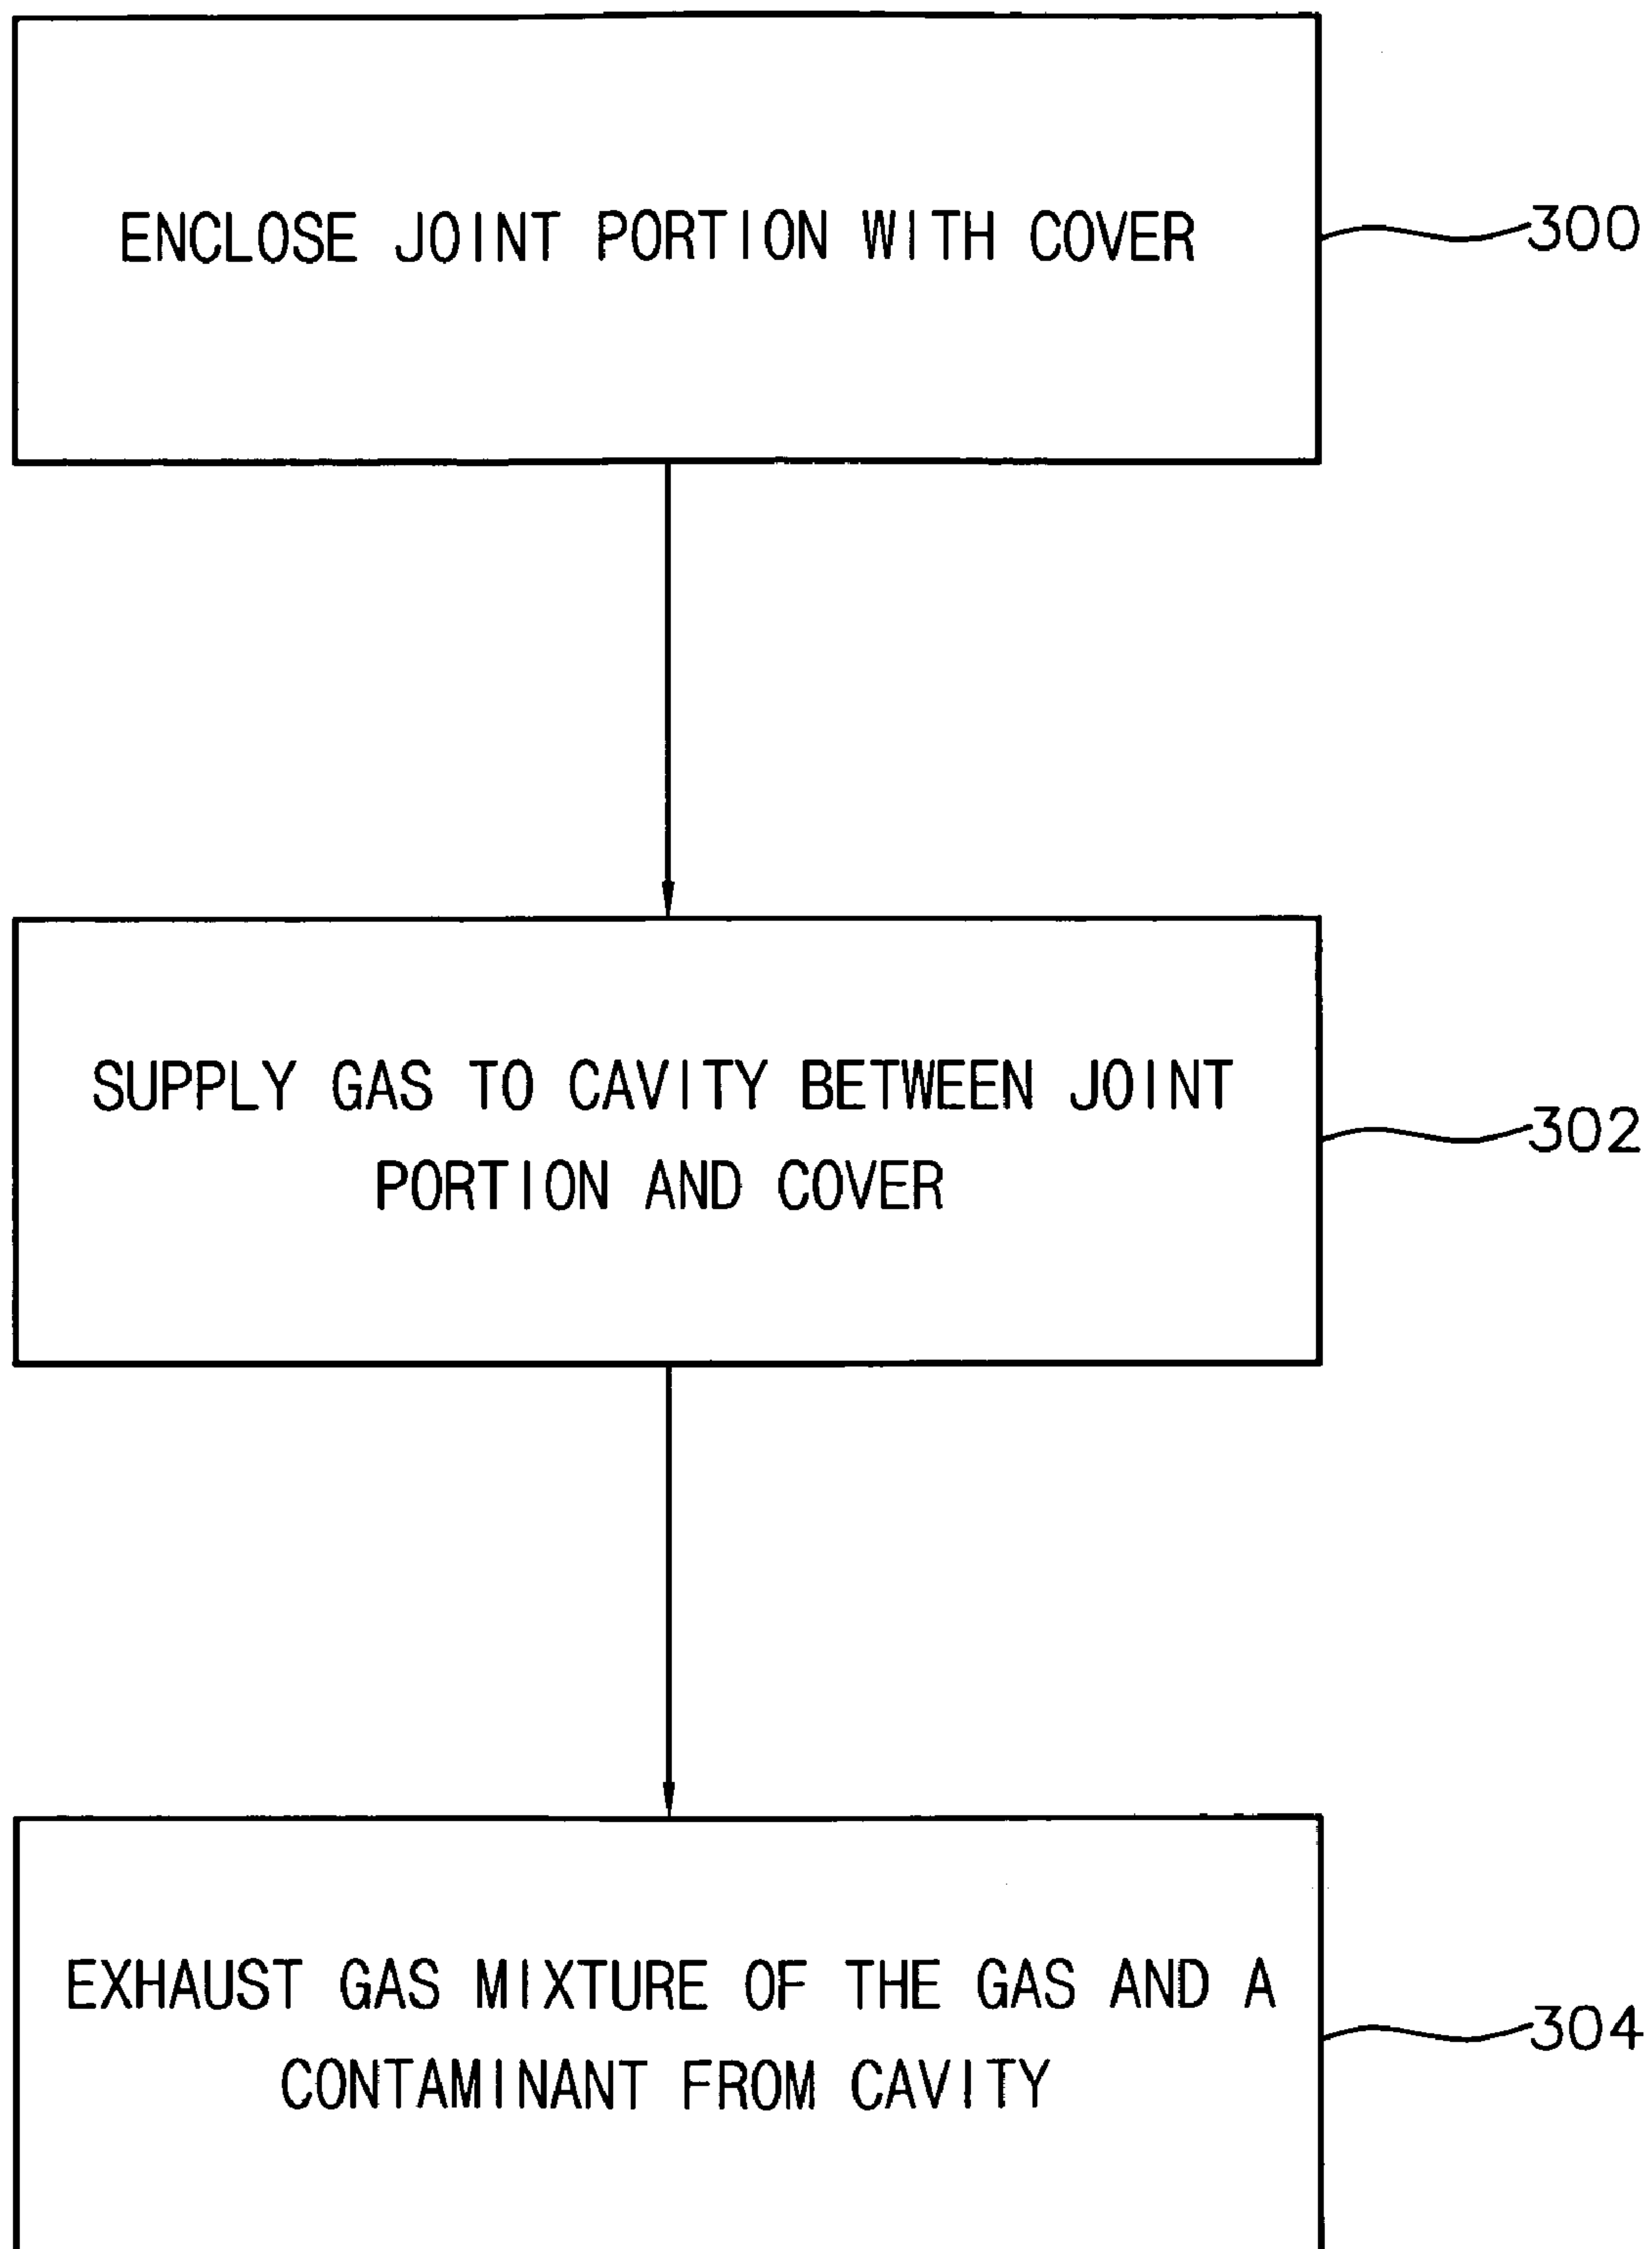 ENCLOSE JOINT PORTION WITH COVER
300
SUPPLY GAS TO CAVITY BETWEEN JOINT
PORTION AND COVER
302
EXHAUST GAS MIXTURE OF THE GAS AND A
CONTAMINANT FROM CAVITY
304